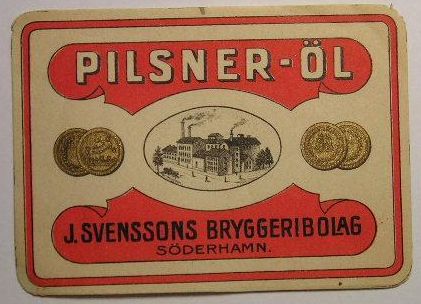 PILSNER-ÖL
J. SVENSSONS BRYGGERIBOLAG
SÖDERHAMN.